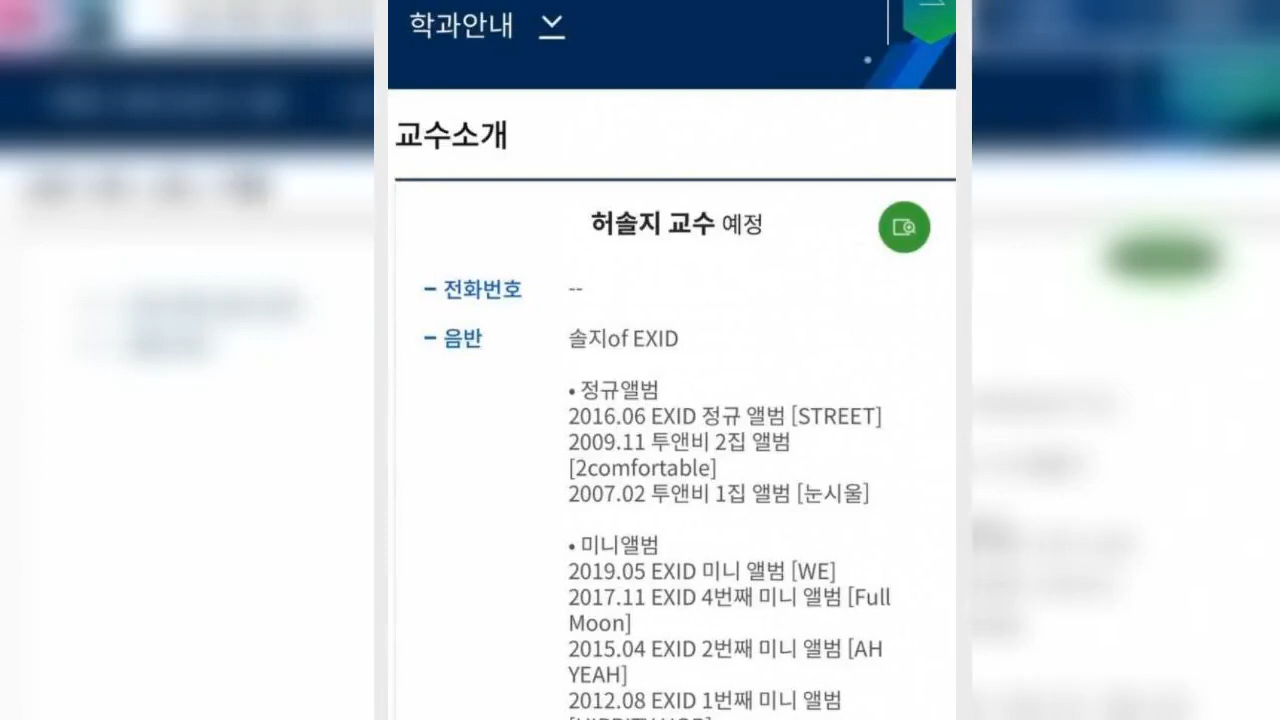 학과안내
교수소개
허솔지 교수 예정
- 전화번호 --
- 음반 솔지of EXID
• 정규앨범
2016.06 EXID 정규 앨범 [STREET]
2009.11 투앤비 2집 앨범
[2comfortable]
2007.02 투앤비 1집 앨범 [눈시울]
• 미니앨범
2019.05 EXID 미니 앨범 [WE]
2017.11 EXID 4번째 미니 앨범 [Full
Moon]
2015.04 EXID 2번째 미니 앨범 [AH
YEAH]
2012.08 EXID 1번째 미니 앨범